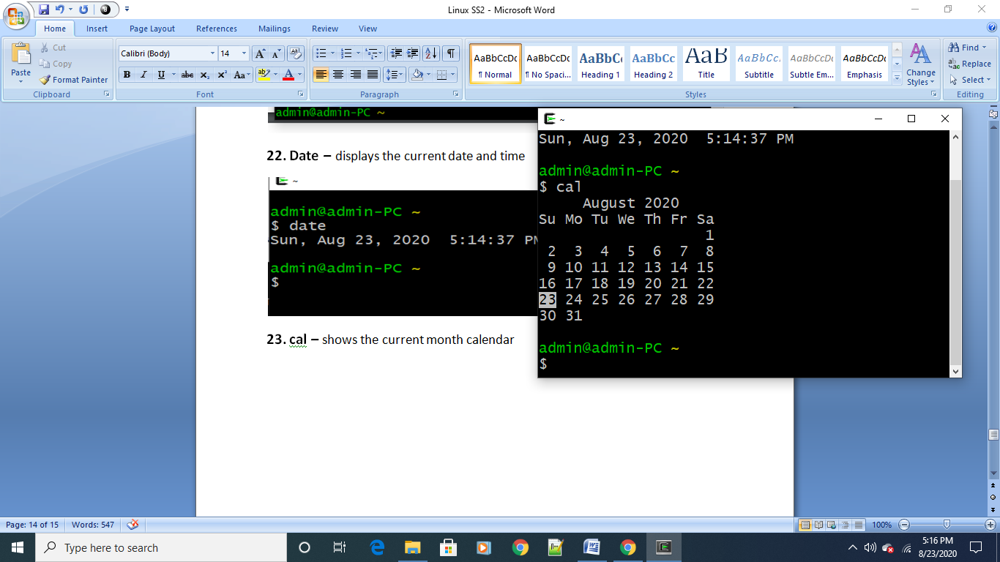 Linux SS2 - Microsoft Word
Home Insert Page Layout References Mailings Review View
Paste
Cut
Copy
Format Painter
Clipboard
Calibri (Body) 14
B I U abc x₂ x² Aa
Font
Paragraph
AaBbCcDc AaBbCcDc AaBbC AaBbCc AaB AaBbCc. AaBbCcDc AaBbCcDc
¶ Normal ¶ No Spaci... Heading 1 Heading 2 Title Subtitle Subtle Em... Emphasis
Change
Styles
Styles
Find
Replace
Select
Editing
admin@admin-PC ~
22. Date – displays the current date and time
~
admin@admin-PC ~
$ date
Sun, Aug 23, 2020 5:14:37 PM
admin@admin-PC ~
$
23. cal – shows the current month calendar
~
Sun, Aug 23, 2020 5:14:37 PM
admin@admin-PC ~
$ cal
August 2020
Su Mo Tu We Th Fr Sa
1
2 3 4 5 6 7 8
9 10 11 12 13 14 15
16 17 18 19 20 21 22
23 24 25 26 27 28 29
30 31
admin@admin-PC ~
$
Page: 14 of 15 Words: 547 100%
Type here to search
5:16 PM
8/23/2020